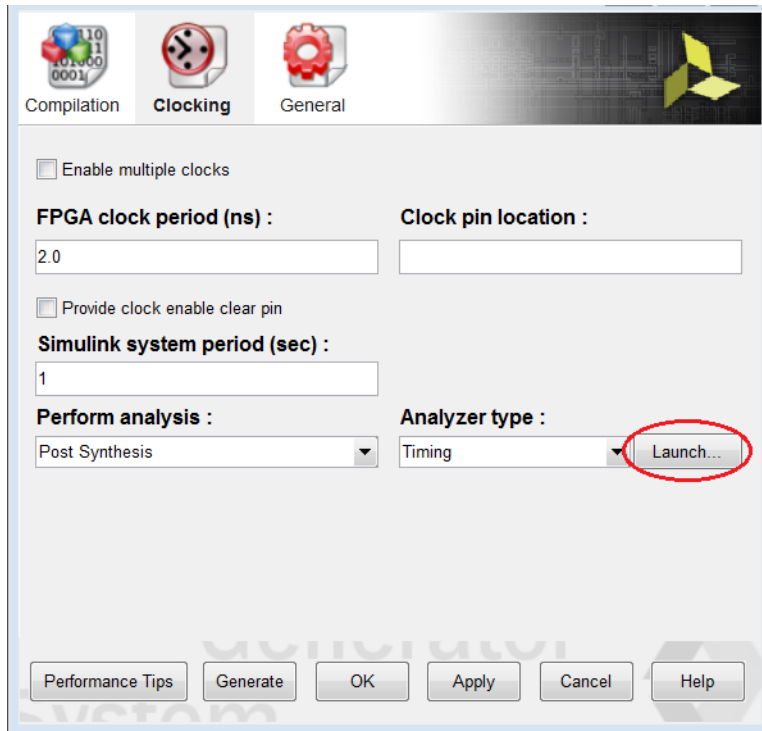 Compilation Clocking General
Enable multiple clocks
FPGA clock period (ns) : Clock pin location :
2.0
Provide clock enable clear pin
Simulink system period (sec) :
1
Perform analysis : Analyzer type :
Post Synthesis Timing Launch...
Generator
Performance Tips Generate OK Apply Cancel Help
System